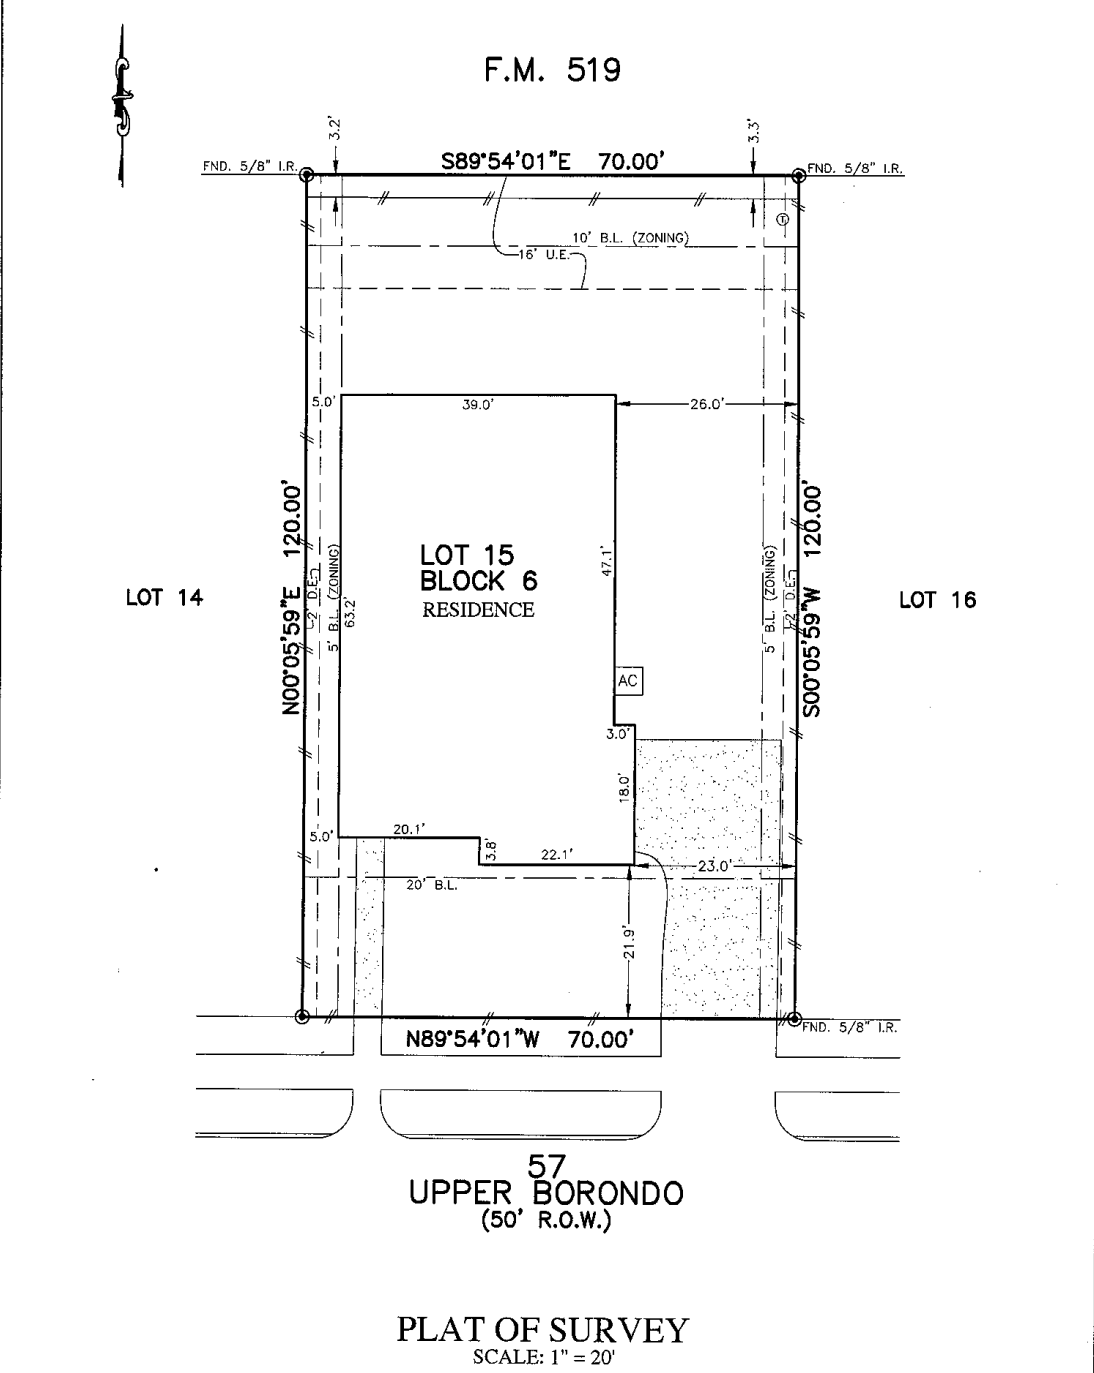 F.M. 519
3.2'
3.3'
S89°54'01"E 70.00'
FND. 5/8" I.R.
FND. 5/8" I.R.
T
10' B.L. (ZONING)
16' U.E.
5.0'
39.0'
26.0'
N00°05'59"E 120.00'
2' D.E.
5' B.L. (ZONING)
63.2'
LOT 15
BLOCK 6
RESIDENCE
47.1'
5' B.L. (ZONING)
2' D.E.
S00°05'59"W 120.00'
LOT 14
LOT 16
AC
3.0'
18.0'
5.0'
20.1'
3.8'
22.1'
23.0'
20' B.L.
21.9'
N89°54'01"W 70.00'
FND. 5/8" I.R.
57
UPPER BORONDO
(50' R.O.W.)
PLAT OF SURVEY
SCALE: 1" = 20'